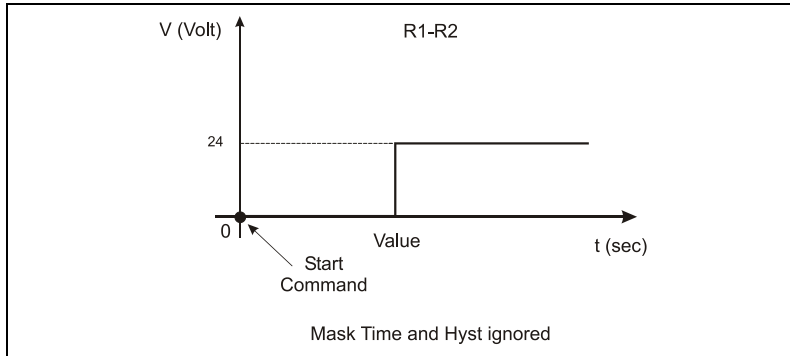 V (Volt)
R1-R2
24
0
Value
t (sec)
Start
Command
Mask Time and Hyst ignored